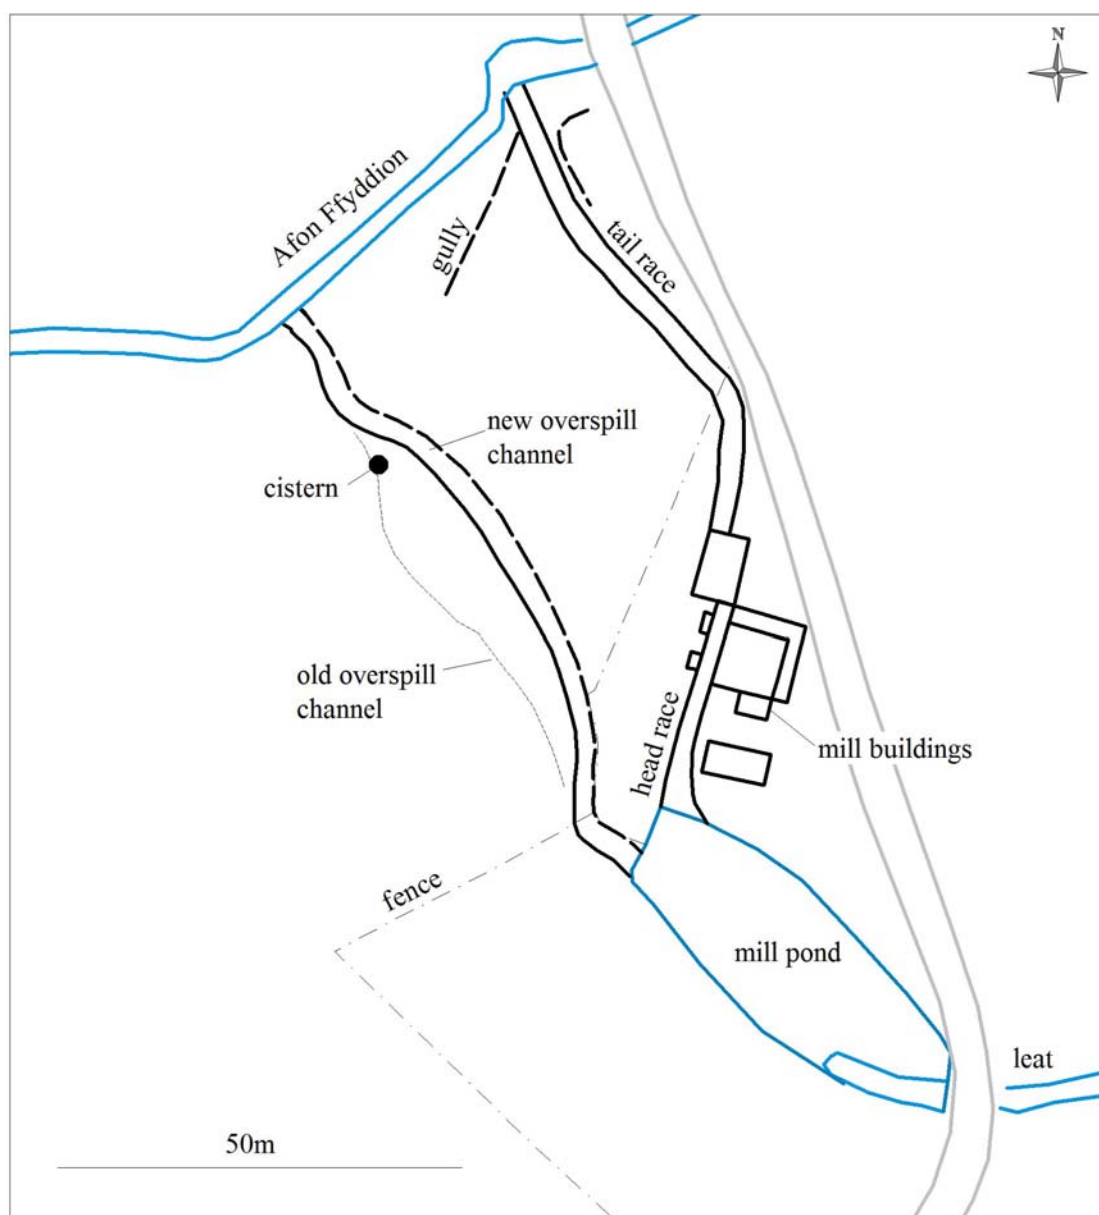 N
Afon Ffyddion
gully
tail race
new overspill
channel
cistern
old overspill
channel
head race
mill buildings
fence
mill pond
leat
50m